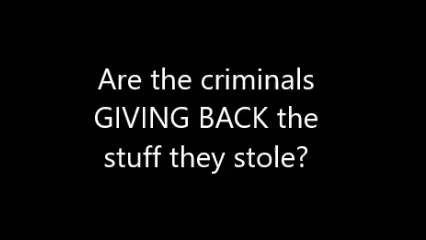 Are the criminals
GIVING BACK the
stuff they stole?